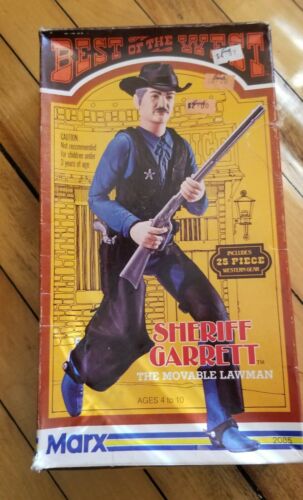 BEST OF THE WEST
CAUTION
Not recommended
for children under
3 years of age
INCLUDES
25 PIECE
WESTERN GEAR
SHERIFF
GARRETT™
THE MOVABLE LAWMAN
AGES 4 to 10
Marx
2085